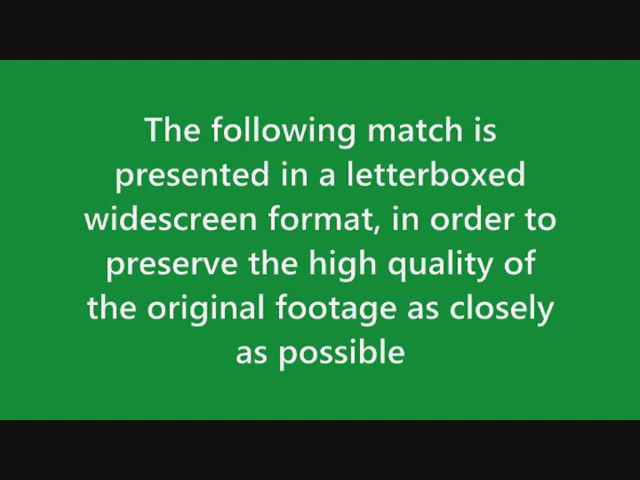 The following match is
presented in a letterboxed
widescreen format, in order to
preserve the high quality of
the original footage as closely
as possible